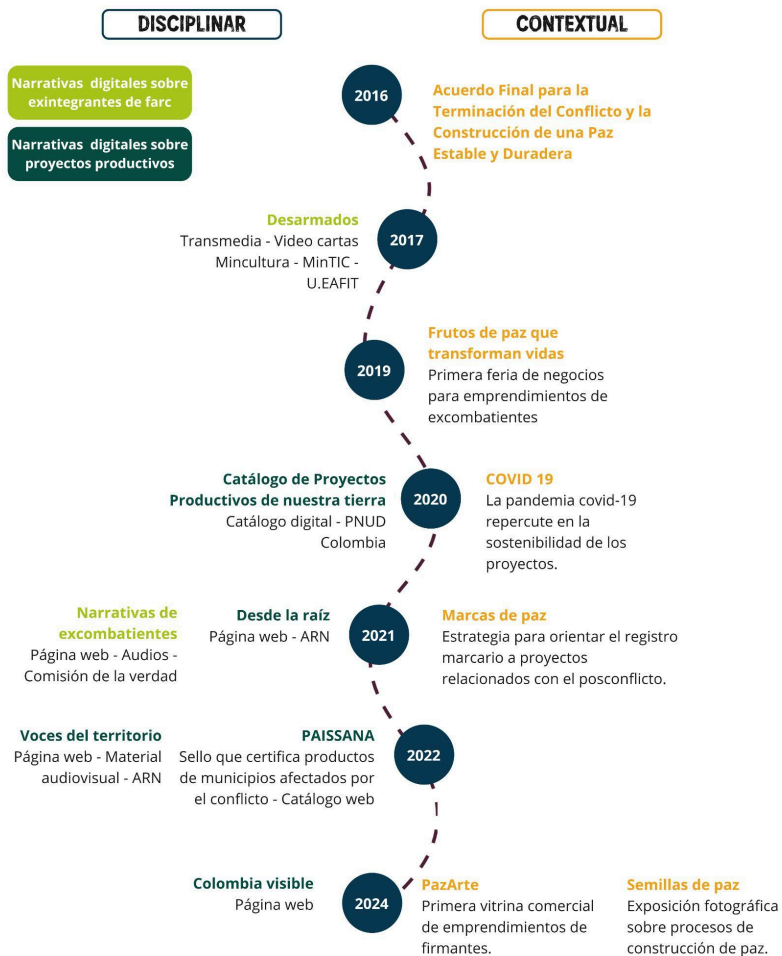 DISCIPLINAR
CONTEXTUAL
Narrativas digitales sobre
exintegrantes de farc
Narrativas digitales sobre
proyectos productivos
2016
Acuerdo Final para la
Terminación del Conflicto y la
Construcción de una Paz
Estable y Duradera
Desarmados
Transmedia - Video cartas
Mincultura - MinTIC -
U.EAFIT
2017
2019
Frutos de paz que
transforman vidas
Primera feria de negocios
para emprendimientos de
excombatientes
Catálogo de Proyectos
Productivos de nuestra tierra
Catálogo digital - PNUD
Colombia
2020
COVID 19
La pandemia covid-19
repercute en la
sostenibilidad de los
proyectos.
Narrativas de
excombatientes
Página web - Audios -
Comisión de la verdad
Desde la raíz
Página web - ARN
2021
Marcas de paz
Estrategia para orientar el registro
marcario a proyectos
relacionados con el posconflicto.
Voces del territorio
Página web - Material
audiovisual - ARN
PAISSANA
Sello que certifica productos
de municipios afectados por
el conflicto - Catálogo web
2022
Colombia visible
Página web
2024
PazArte
Primera vitrina comercial
de emprendimientos de
firmantes.
Semillas de paz
Exposición fotográfica
sobre procesos de
construcción de paz.